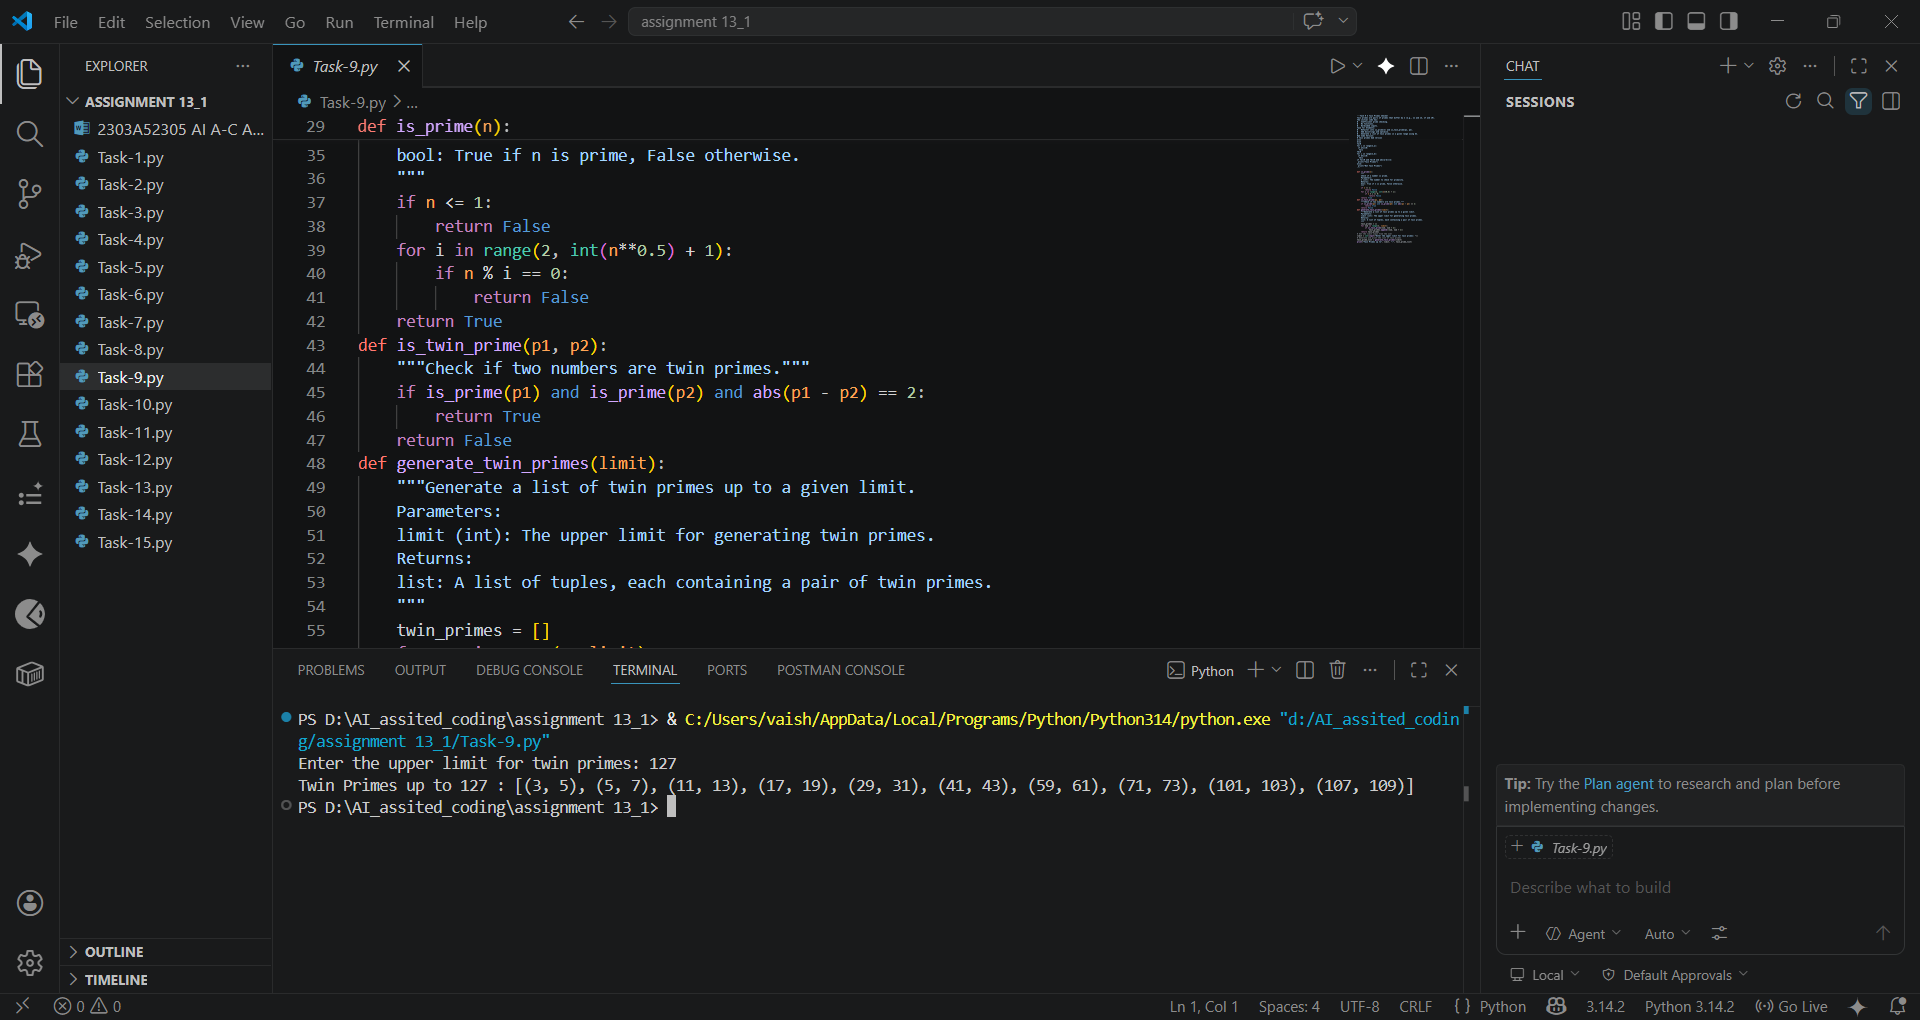 File Edit Selection View Go Run Terminal Help
assignment 13_1
EXPLORER
ASSIGNMENT 13_1
2303A52305 AI A-C A...
Task-1.py
Task-2.py
Task-3.py
Task-4.py
Task-5.py
Task-6.py
Task-7.py
Task-8.py
Task-9.py
Task-10.py
Task-11.py
Task-12.py
Task-13.py
Task-14.py
Task-15.py
OUTLINE
TIMELINE
Task-9.py
Task-9.py > ...
29 def is_prime(n):
35 bool: True if n is prime, False otherwise.
36 """
37 if n <= 1:
38 return False
39 for i in range(2, int(n**0.5) + 1):
40 if n % i == 0:
41 return False
42 return True
43 def is_twin_prime(p1, p2):
44 """Check if two numbers are twin primes."""
45 if is_prime(p1) and is_prime(p2) and abs(p1 - p2) == 2:
46 return True
47 return False
48 def generate_twin_primes(limit):
49 """Generate a list of twin primes up to a given limit.
50 Parameters:
51 limit (int): The upper limit for generating twin primes.
52 Returns:
53 list: A list of tuples, each containing a pair of twin primes.
54 """
55 twin_primes = []
PROBLEMS OUTPUT DEBUG CONSOLE TERMINAL PORTS POSTMAN CONSOLE
Python
PS D:\AI_assited_coding\assignment 13_1> & C:/Users/vaish/AppData/Local/Programs/Python/Python314/python.exe "d:/AI_assited_codin
g/assignment 13_1/Task-9.py"
Enter the upper limit for twin primes: 127
Twin Primes up to 127 : [(3, 5), (5, 7), (11, 13), (17, 19), (29, 31), (41, 43), (59, 61), (71, 73), (101, 103), (107, 109)]
PS D:\AI_assited_coding\assignment 13_1>
CHAT
SESSIONS
Tip: Try the Plan agent to research and plan before
implementing changes.
Task-9.py
Describe what to build
Agent Auto
Local Default Approvals
0 0
Ln 1, Col 1 Spaces: 4 UTF-8 CRLF { } Python 3.14.2 Python 3.14.2 Go Live